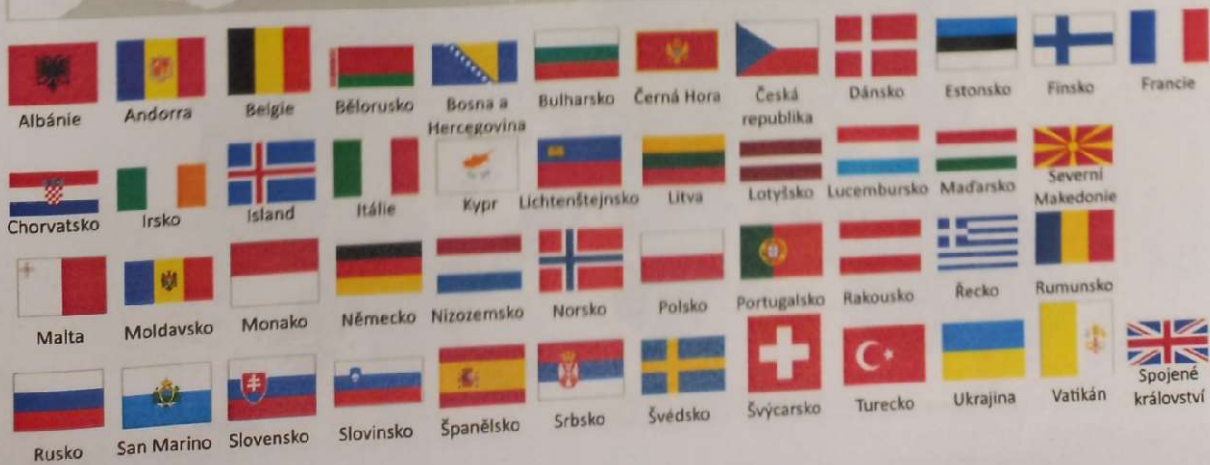 Albánie Andorra Belgie Bělorusko Bosna a Hercegovina Bulharsko Černá Hora Česká republika Dánsko Estonsko Finsko Francie
Chorvatsko Irsko Island Itálie Kypr Lichtenštejnsko Litva Lotyšsko Lucembursko Maďarsko Severní Makedonie
Malta Moldavsko Monako Německo Nizozemsko Norsko Polsko Portugalsko Rakousko Řecko Rumunsko
Rusko San Marino Slovensko Slovinsko Španělsko Srbsko Švédsko Švýcarsko Turecko Ukrajina Vatikán Spojené království